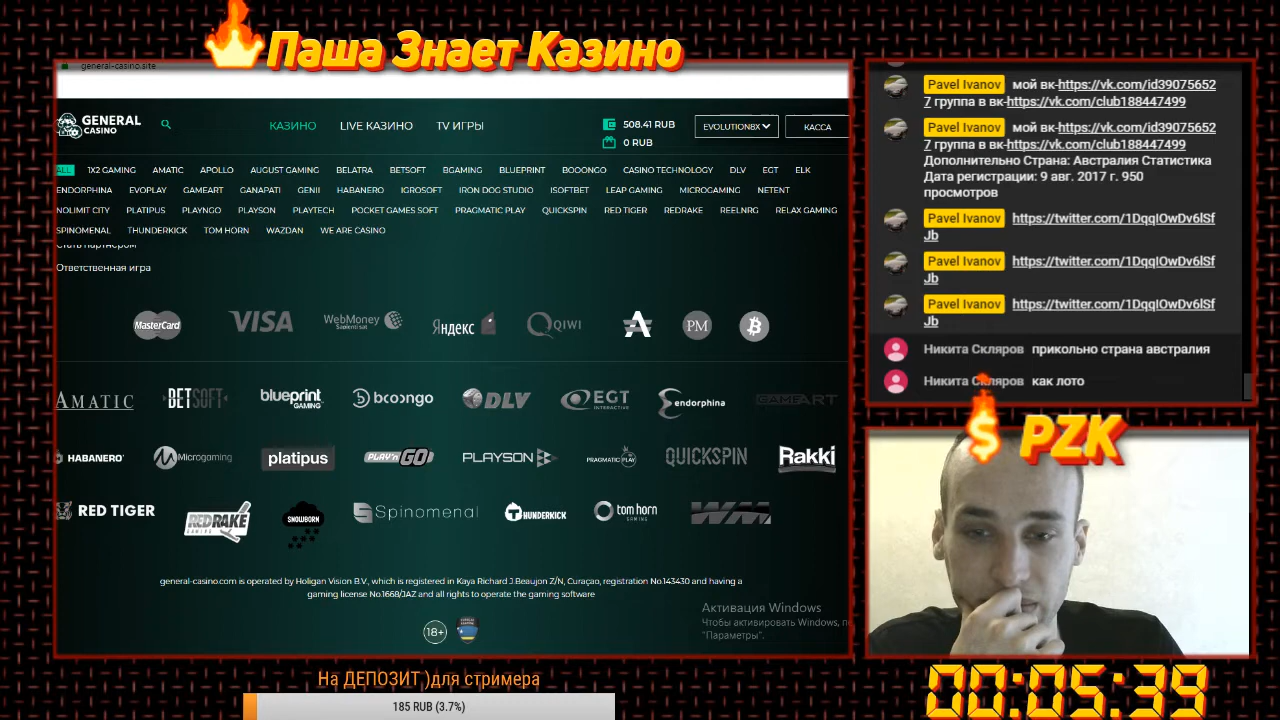 Паша Знает Казино
general-casino.site
GENERAL
CASINO
КАЗИНО
LIVE КАЗИНО
TV ИГРЫ
508.41 RUB
0 RUB
EVOLUTION8X
КАССА
ALL 1X2 GAMING AMATIC APOLLO AUGUST GAMING BELATRA BETSOFT BGAMING BLUEPRINT BOOONGO CASINO TECHNOLOGY DLV EGT ELK
ENDORPHINA EVOPLAY GAMEART GANAPATI GENII HABANERO IGROSOFT IRON DOG STUDIO ISOFTBET LEAP GAMING MICROGAMING NETENT
NOLIMIT CITY PLATIPUS PLAYNGO PLAYSON PLAYTECH POCKET GAMES SOFT PRAGMATIC PLAY QUICKSPIN RED TIGER REDRAKE REELNRG RELAX GAMING
SPINOMENAL THUNDERKICK TOM HORN WAZDAN WE ARE CASINO
Стать партнером
Ответственная игра
MasterCard VISA WebMoney Яндекс QIWI PM
AMATIC BETSOFT blueprint GAMING booongo DLV EGT INTERACTIVE endorphina GAMEART
HABANERO Microgaming platipus PLAY'n GO PLAYSON PRAGMATIC PLAY QUICKSPIN Rakki
RED TIGER RED RAKE GAMING SNOWBORN Spinomenal THUNDERKICK tom horn GAMING WM
general-casino.com is operated by Holigan Vision B.V., which is registered in Kaya Richard J.Beaujon Z/N, Curaçao, registration No.143430 and having a
gaming license No.1668/JAZ and all rights to operate the gaming software
18+
Активация Windows
Чтобы активировать Windows, пе
"Параметры".
Pavel Ivanov мой вк-https://vk.com/id39075652
7 группа в вк-https://vk.com/club188447499
Pavel Ivanov мой вк-https://vk.com/id39075652
7 группа в вк-https://vk.com/club188447499
Дополнительно Страна: Австралия Статистика
Дата регистрации: 9 авг. 2017 г. 950
просмотров
Pavel Ivanov https://twitter.com/1DqqIOwDv6lSf
Jb
Pavel Ivanov https://twitter.com/1DqqIOwDv6lSf
Jb
Pavel Ivanov https://twitter.com/1DqqIOwDv6lSf
Jb
Никита Скляров прикольно страна австралия
Никита Скляров как лото
$ PZK
На ДЕПОЗИТ )для стримера
185 RUB (3.7%)
00:05:39